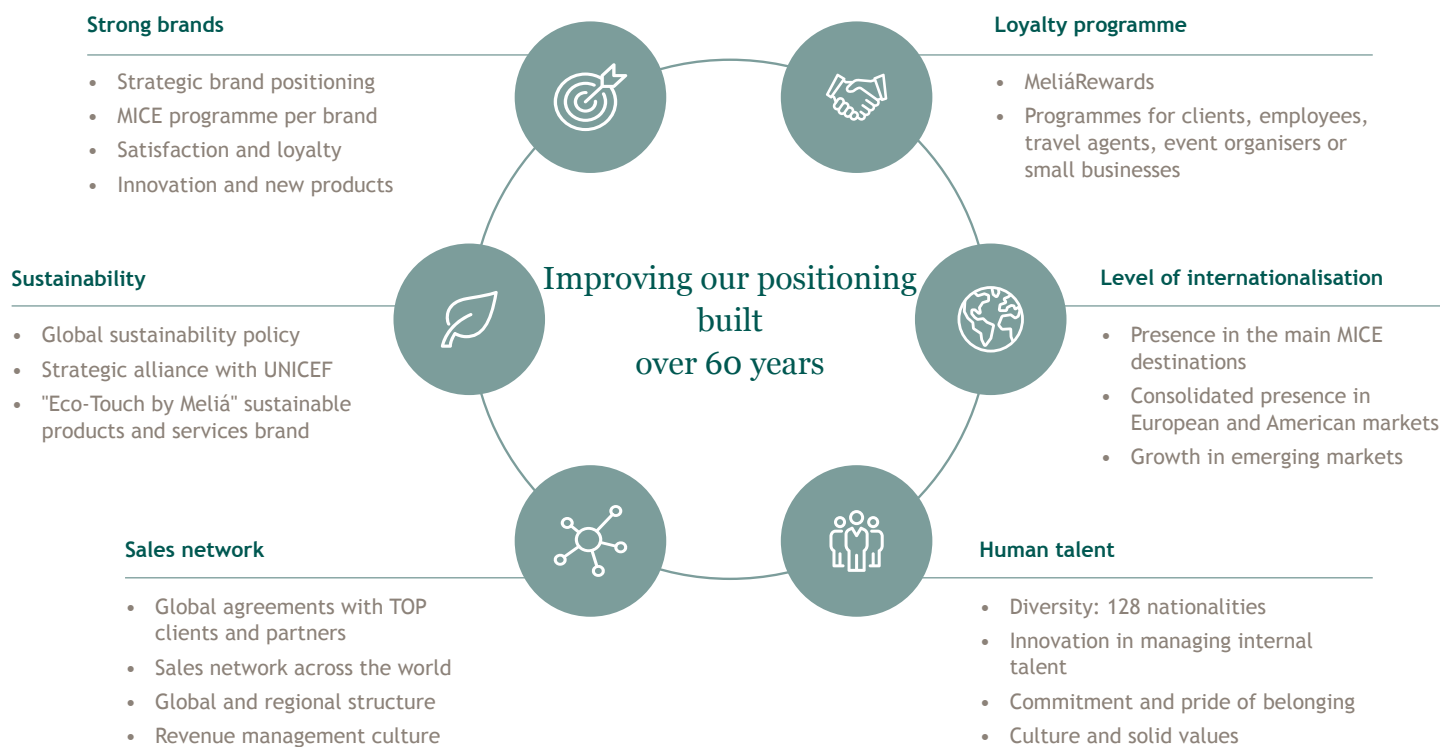 Strong brands
• Strategic brand positioning
• MICE programme per brand
• Satisfaction and loyalty
• Innovation and new products
Loyalty programme
• MeliáRewards
• Programmes for clients, employees,
travel agents, event organisers or
small businesses
Improving our positioning
built
over 60 years
Sustainability
• Global sustainability policy
• Strategic alliance with UNICEF
• "Eco-Touch by Meliá" sustainable
products and services brand
Level of internationalisation
• Presence in the main MICE
destinations
• Consolidated presence in
European and American markets
• Growth in emerging markets
Sales network
• Global agreements with TOP
clients and partners
• Sales network across the world
• Global and regional structure
• Revenue management culture
Human talent
• Diversity: 128 nationalities
• Innovation in managing internal
talent
• Commitment and pride of belonging
• Culture and solid values